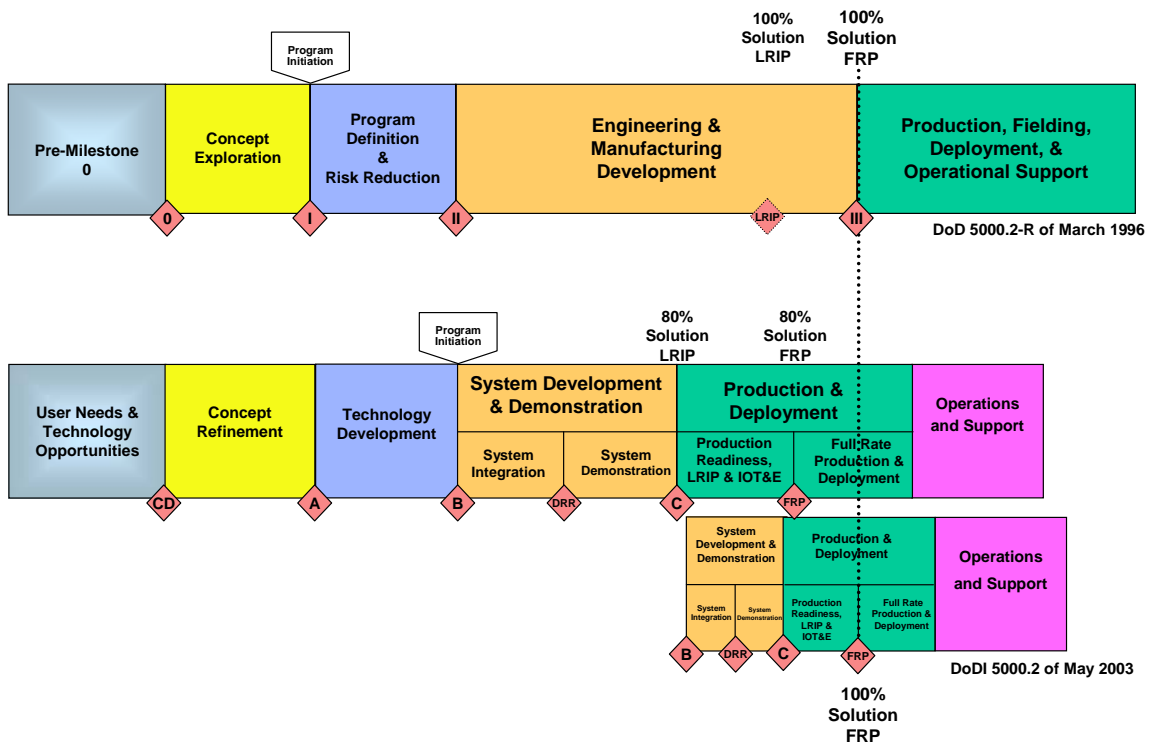 100%
Solution
LRIP
100%
Solution
FRP
Program
Initiation
Pre-Milestone
0
Concept
Exploration
Program
Definition
&
Risk Reduction
Engineering &
Manufacturing
Development
Production, Fielding,
Deployment, &
Operational Support
0
I
II
LRIP
III
DoD 5000.2-R of March 1996
Program
Initiation
80%
Solution
LRIP
80%
Solution
FRP
User Needs &
Technology
Opportunities
Concept
Refinement
Technology
Development
System Development
& Demonstration
System
Integration
System
Demonstration
Production &
Deployment
Production
Readiness,
LRIP & IOT&E
Full Rate
Production &
Deployment
Operations
and Support
CD
A
B
DRR
C
FRP
System
Development &
Demonstration
System
Integration
System
Demonstration
Production &
Deployment
Production
Readiness,
LRIP &
IOT&E
Full Rate
Production &
Deployment
Operations
and Support
B
DRR
C
FRP
DoDI 5000.2 of May 2003
100%
Solution
FRP